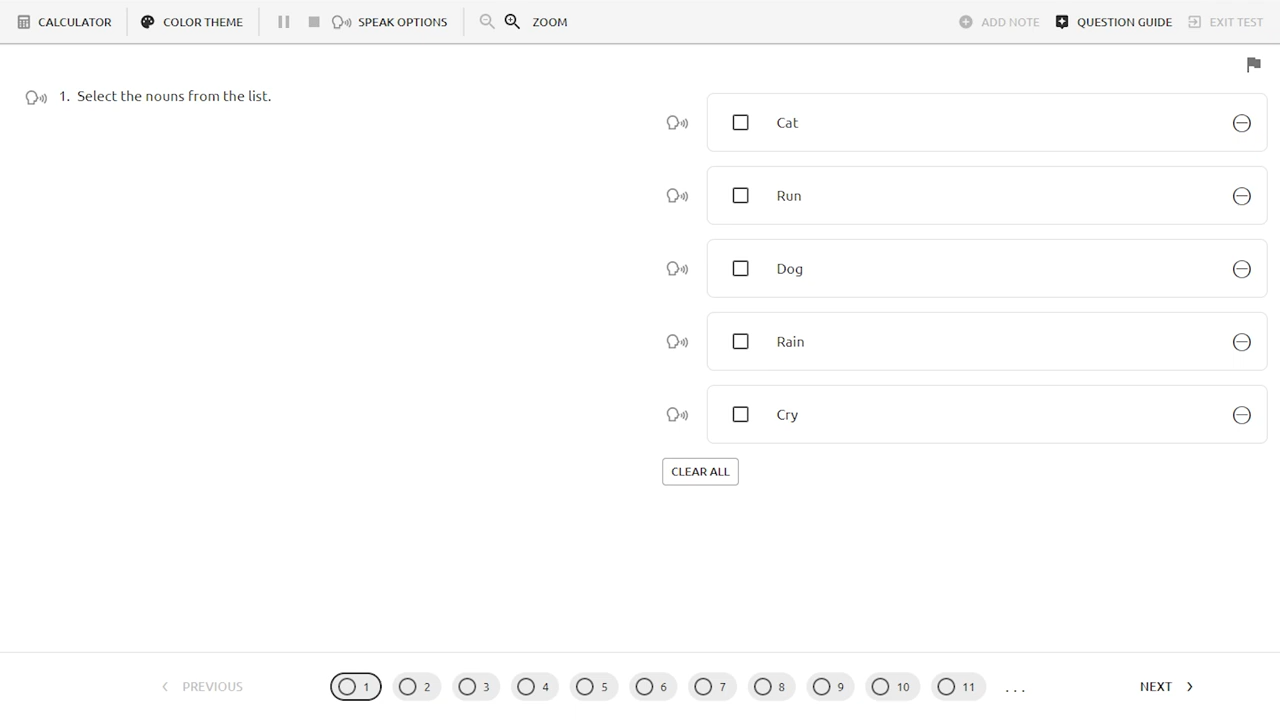 CALCULATOR COLOR THEME SPEAK OPTIONS ZOOM ADD NOTE QUESTION GUIDE EXIT TEST
1. Select the nouns from the list.
Cat
Run
Dog
Rain
Cry
CLEAR ALL
PREVIOUS 1 2 3 4 5 6 7 8 9 10 11 ... NEXT